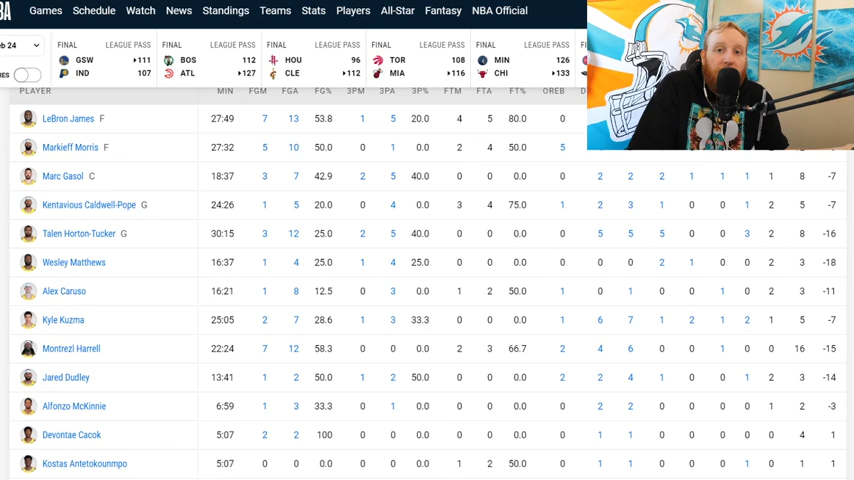 BA Games Schedule Watch News Standings Teams Stats Players All-Star Fantasy NBA Official
eb 24
RES
FINAL LEAGUE PASS
GSW 111
IND 107
FINAL LEAGUE PASS
BOS 112
ATL 127
FINAL LEAGUE PASS
HOU 96
CLE 112
FINAL LEAGUE PASS
TOR 108
MIA 116
FINAL LEAGUE PASS
MIN 126
CHI 133
FINAL
PLAYER MIN FGM FGA FG% 3PM 3PA 3P% FTM FTA FT% OREB D
LeBron James F 27:49 7 13 53.8 1 5 20.0 4 5 80.0 0
Markieff Morris F 27:32 5 10 50.0 0 1 0.0 2 4 50.0 5
Marc Gasol C 18:37 3 7 42.9 2 5 40.0 0 0 0.0 0 2 2 2 1 1 1 1 8 -7
Kentavious Caldwell-Pope G 24:26 1 5 20.0 0 4 0.0 3 4 75.0 1 2 3 1 0 0 1 2 5 -7
Talen Horton-Tucker G 30:15 3 12 25.0 2 5 40.0 0 0 0.0 0 5 5 5 0 0 3 2 8 -16
Wesley Matthews 16:37 1 4 25.0 1 4 25.0 0 0 0.0 0 0 0 2 1 0 0 2 3 -18
Alex Caruso 16:21 1 8 12.5 0 3 0.0 1 2 50.0 1 0 1 0 0 1 0 2 3 -11
Kyle Kuzma 25:05 2 7 28.6 1 3 33.3 0 0 0.0 1 6 7 1 2 1 2 1 5 -7
Montrezl Harrell 22:24 7 12 58.3 0 0 0.0 2 3 66.7 2 4 6 0 0 1 0 0 16 -15
Jared Dudley 13:41 1 2 50.0 1 2 50.0 0 0 0.0 2 2 4 1 0 0 1 2 3 -14
Alfonzo McKinnie 6:59 1 3 33.3 0 1 0.0 0 0 0.0 0 2 2 0 0 0 0 1 2 -3
Devontae Cacok 5:07 2 2 100 0 0 0.0 0 0 0.0 0 1 1 0 0 0 0 0 4 1
Kostas Antetokounmpo 5:07 0 0 0.0 0 0 0.0 1 2 50.0 0 1 1 0 0 0 1 0 1 1